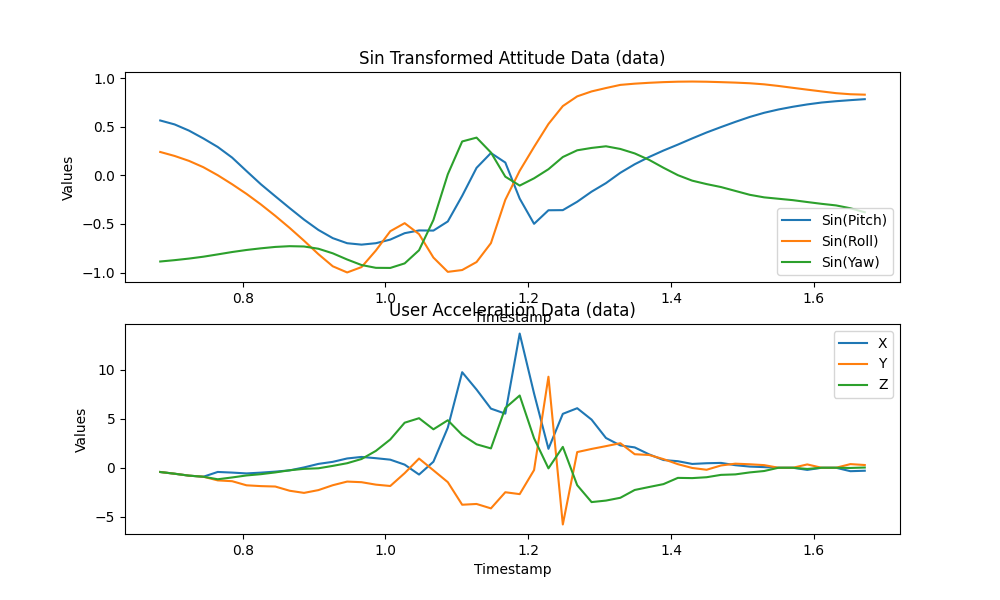 Sin Transformed Attitude Data (data)
1.0
0.5
0.0
−0.5
−1.0
Values
Sin(Pitch)
Sin(Roll)
Sin(Yaw)
0.8 1.0 1.2 1.4 1.6
Timestamp
User Acceleration Data (data)
10
5
0
−5
Values
X
Y
Z
0.8 1.0 1.2 1.4 1.6
Timestamp